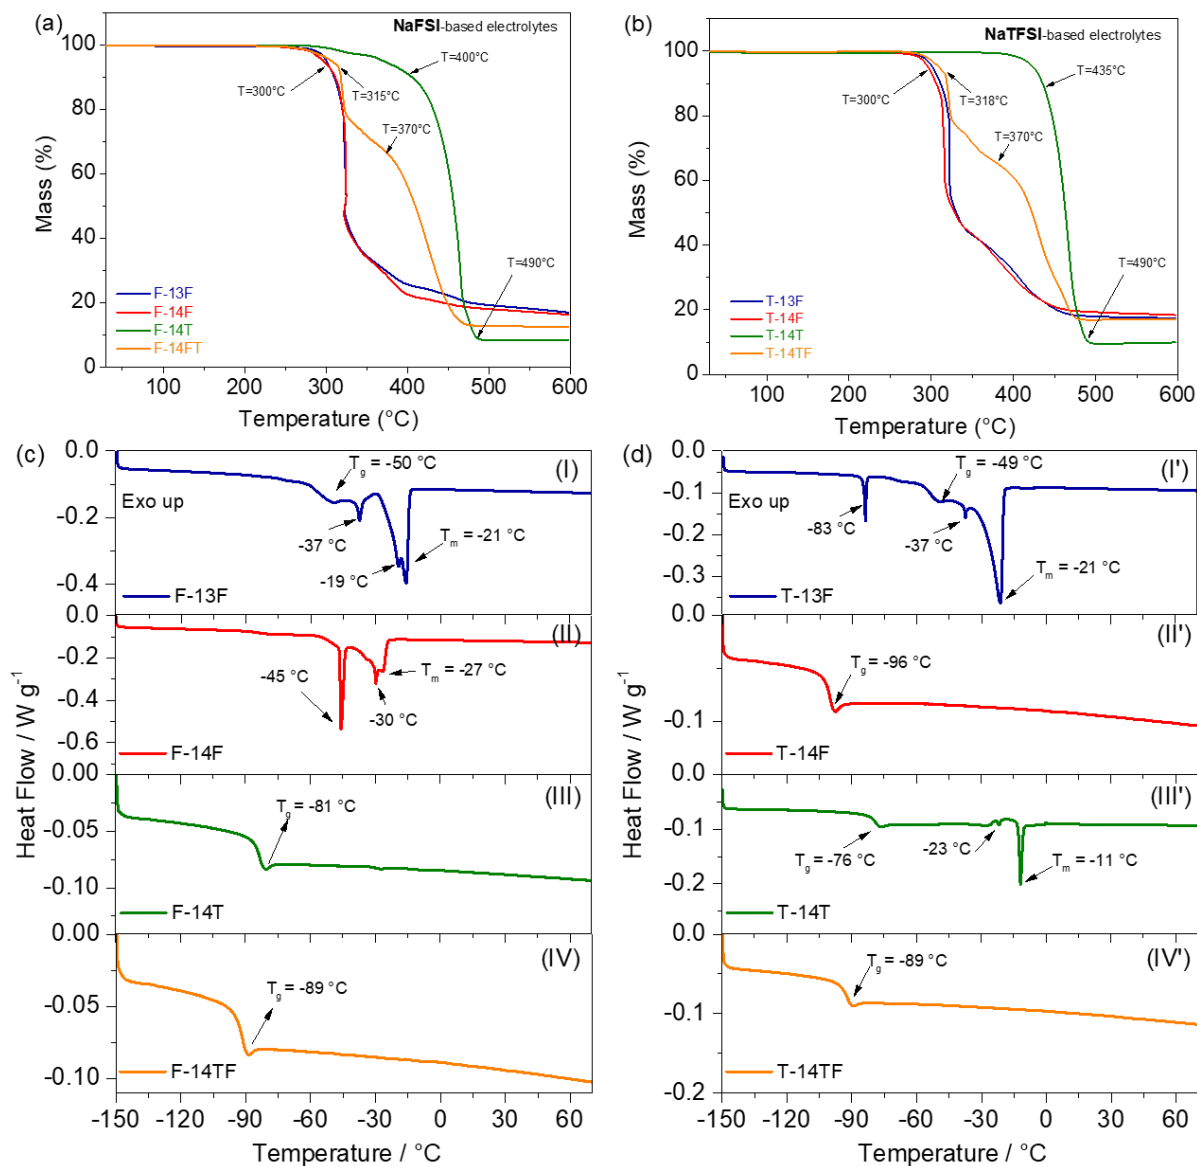 (a)
NaFSI-based electrolytes
100
80
60
40
20
0
Mass (%)
T=400°C
T=300°C
T=315°C
T=370°C
T=490°C
F-13F
F-14F
F-14T
F-14FT
100 200 300 400 500 600
Temperature (°C)
(b)
NaTFSI-based electrolytes
100
80
60
40
20
0
Mass (%)
T=435°C
T=300°C
T=318°C
T=370°C
T=490°C
T-13F
T-14F
T-14T
T-14TF
100 200 300 400 500 600
Temperature (°C)
(c)
Heat Flow / W g-1
0.0
-0.2
-0.4
Tg = -50 °C
(I)
Exo up
-37 °C
-19 °C
Tm = -21 °C
F-13F
0.0
-0.2
-0.4
-0.6
(II)
-45 °C
Tm = -27 °C
-30 °C
F-14F
0.00
-0.05
-0.10
(III)
Tg = -81 °C
F-14T
0.00
-0.05
-0.10
(IV)
Tg = -89 °C
F-14TF
-150 -120 -90 -60 -30 0 30 60
Temperature / °C
(d)
Heat Flow / W g-1
0.0
-0.1
-0.2
-0.3
0.0
Tg = -49 °C
(I')
Exo up
-83 °C
-37 °C
Tm = -21 °C
T-13F
-0.1
(II')
Tg = -96 °C
T-14F
0.0
-0.1
-0.2
(III')
Tg = -76 °C
-23 °C
Tm = -11 °C
T-14T
0.0
-0.1
-0.2
(IV')
Tg = -89 °C
T-14TF
-150 -120 -90 -60 -30 0 30 60
Temperature / °C